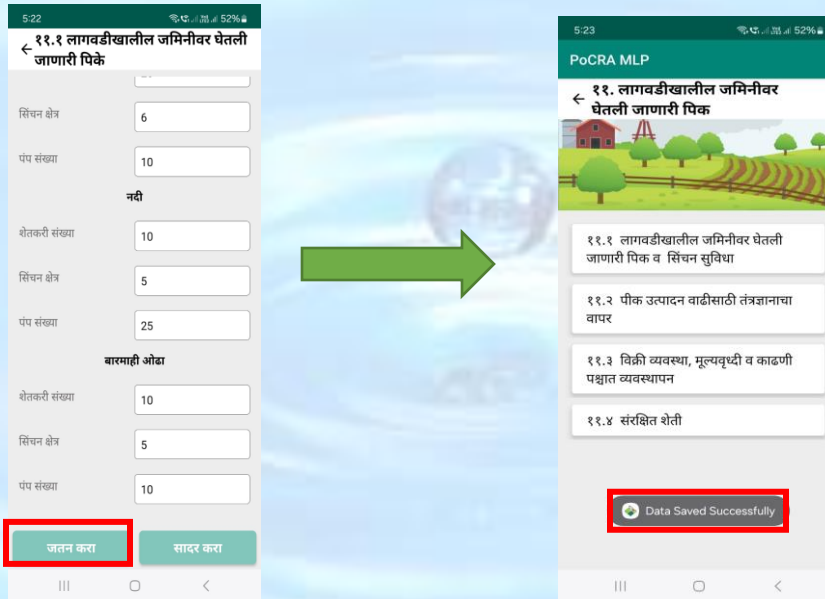 5:22
52%
११.१ लागवडीखालील जमिनीवर घेतली
जाणारी पिके
सिंचन क्षेत्र
6
पंप संख्या
10
नदी
शेतकरी संख्या
10
सिंचन क्षेत्र
5
पंप संख्या
25
बारमाही ओढा
शेतकरी संख्या
10
सिंचन क्षेत्र
5
पंप संख्या
10
जतन करा
सादर करा
5:23
52%
PoCRA MLP
११. लागवडीखालील जमिनीवर
घेतली जाणारी पिक
११.१ लागवडीखालील जमिनीवर घेतली
जाणारी पिक व सिंचन सुविधा
११.२ पीक उत्पादन वाढीसाठी तंत्रज्ञानाचा
वापर
११.३ विक्री व्यवस्था, मूल्यवृध्दी व काढणी
पश्चात व्यवस्थापन
११.४ संरक्षित शेती
Data Saved Successfully